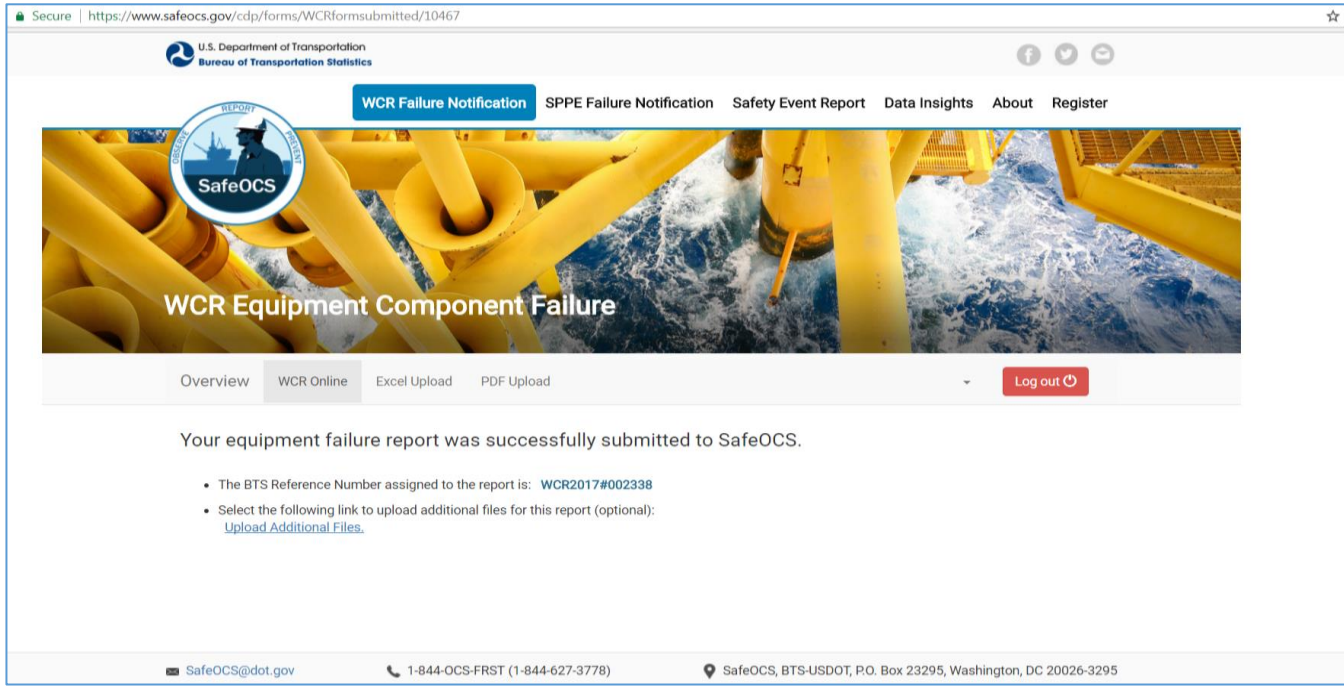 Secure | https://www.safeocs.gov/cdp/forms/WCRformsubmitted/10467
U.S. Department of Transportation
Bureau of Transportation Statistics
WCR Failure Notification SPPE Failure Notification Safety Event Report Data Insights About Register
OBSERVE REPORT PREVENT
SafeOCS
WCR Equipment Component Failure
Overview WCR Online Excel Upload PDF Upload Log out
Your equipment failure report was successfully submitted to SafeOCS.
• The BTS Reference Number assigned to the report is: WCR2017#002338
• Select the following link to upload additional files for this report (optional):
Upload Additional Files.
SafeOCS@dot.gov 1-844-OCS-FRST (1-844-627-3778) SafeOCS, BTS-USDOT, P.O. Box 23295, Washington, DC 20026-3295